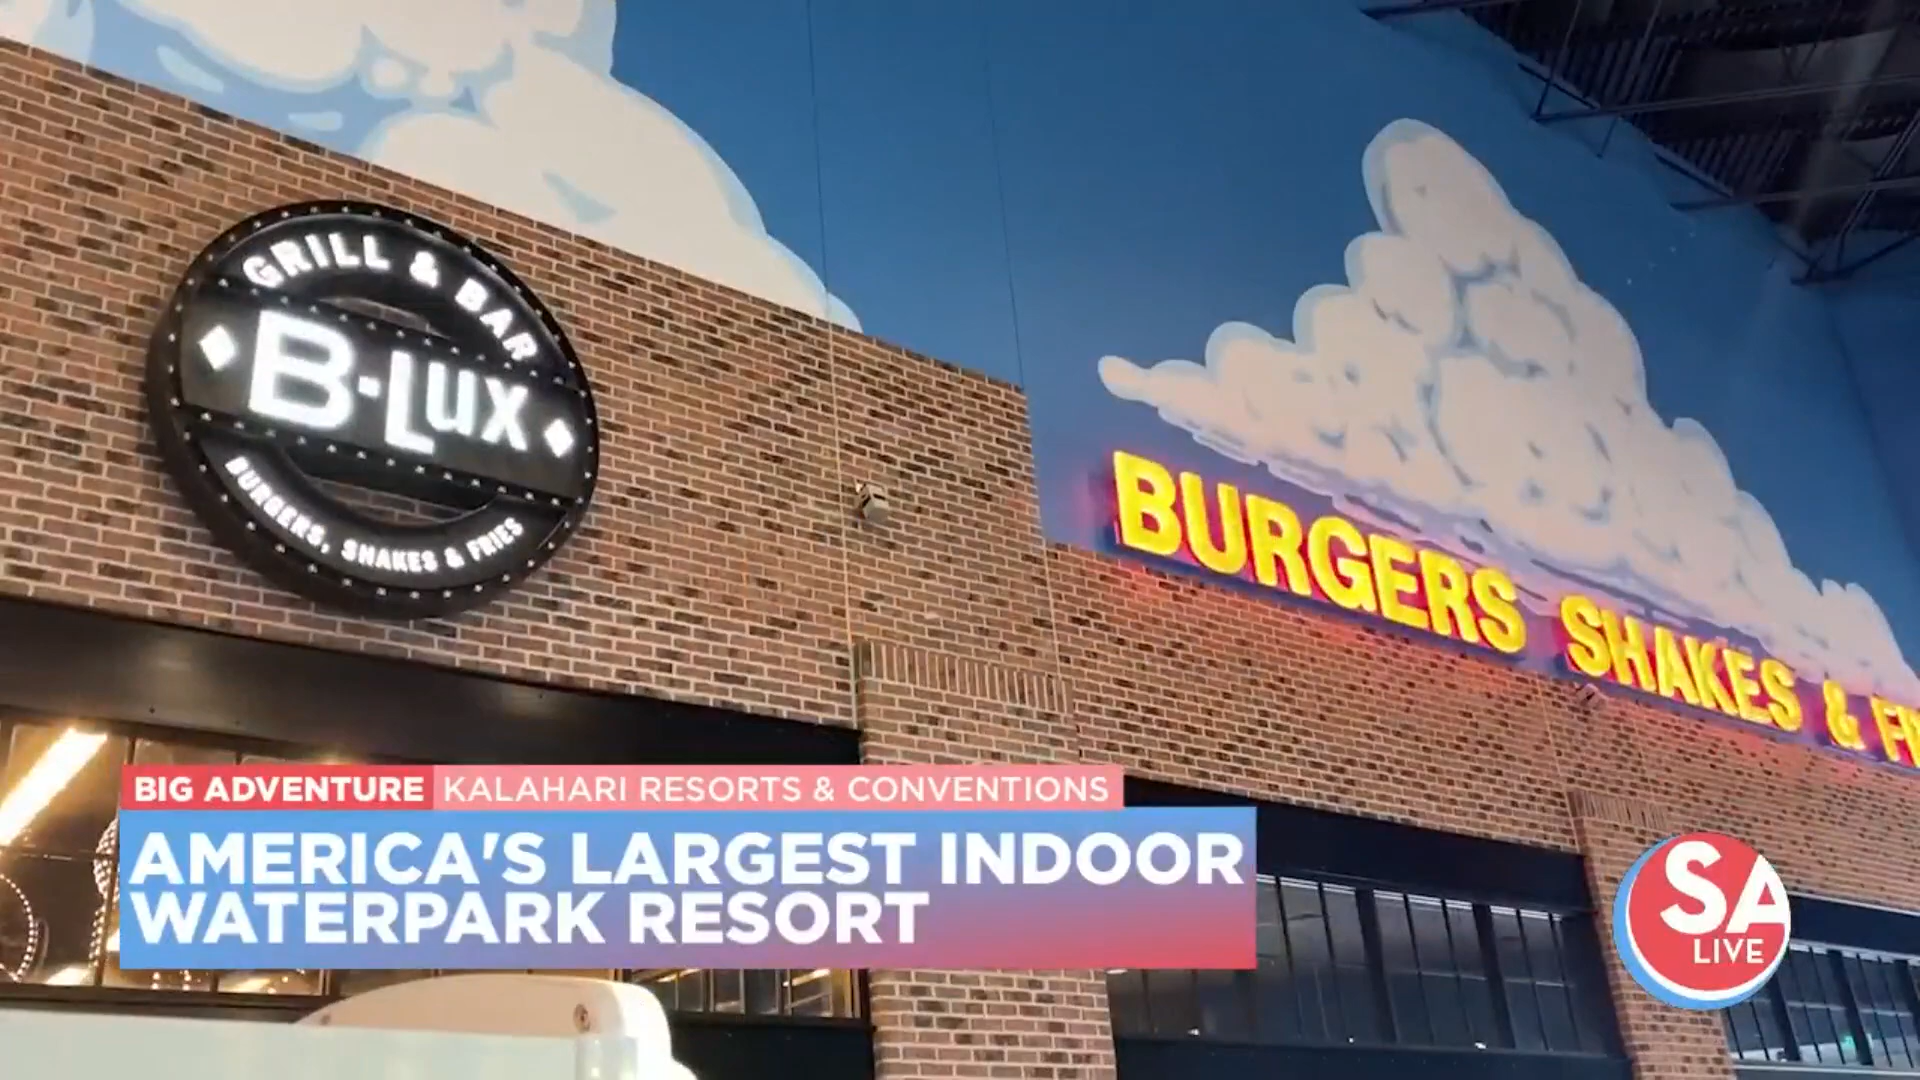 GRILL & BAR
B-LUX
BURGERS, SHAKES & FRIES
BURGERS SHAKES &
BIG ADVENTURE KALAHARI RESORTS & CONVENTIONS
AMERICA'S LARGEST INDOOR
WATERPARK RESORT
SA
LIVE